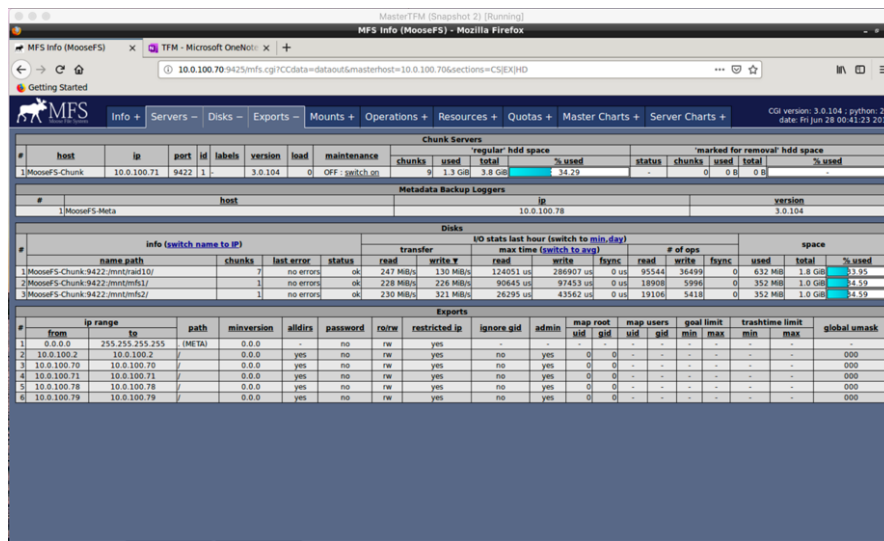 MasterTFM (Snapshot 2) [Running]
MFS Info (MooseFS) - Mozilla Firefox
MFS Info (MooseFS) × TFM - Microsoft OneNote × +
10.0.100.70:9425/mfs.cgi?CCdata=dataout&masterhost=10.0.100.70&sections=CS|EX|HD
Getting Started
MFS Info + Servers − Disks − Exports − Mounts + Operations + Resources + Quotas + Master Charts + Server Charts +
CGI version: 3.0.104 ; python: 2
date: Fri Jun 28 00:41:23 201
Chunk Servers
# host ip port id labels version load maintenance 'regular' hdd space 'marked for removal' hdd space
chunks used total % used status chunks used total % used
1 MooseFS-Chunk 10.0.100.71 9422 1 - 3.0.104 0 OFF : switch on 9 1.3 GiB 3.8 GiB 34.29 - 0 0 B 0 B -
Metadata Backup Loggers
# host ip version
1 MooseFS-Meta 10.0.100.78 3.0.104
Disks
# info (switch name to IP) I/O stats last hour (switch to min,day) space
transfer max time (switch to avg) # of ops
name path chunks last error status read write ▼ read write fsync read write fsync used total % used
1 MooseFS-Chunk:9422:/mnt/raid10/ 7 no errors ok 247 MiB/s 130 MiB/s 124051 us 286907 us 0 us 95544 36499 0 632 MiB 1.8 GiB 33.95
2 MooseFS-Chunk:9422:/mnt/mfs1/ 1 no errors ok 228 MiB/s 226 MiB/s 90645 us 97453 us 0 us 18908 5996 0 352 MiB 1.0 GiB 34.59
3 MooseFS-Chunk:9422:/mnt/mfs2/ 1 no errors ok 230 MiB/s 321 MiB/s 26295 us 43562 us 0 us 19106 5418 0 352 MiB 1.0 GiB 34.59
Exports
# ip range path minversion alldirs password ro/rw restricted ip ignore gid admin map root map users goal limit trashtime limit global umask
from to uid gid uid gid min max min max
1 0.0.0.0 255.255.255.255 . (META) 0.0.0 - no rw yes - - - - - - - - - - -
2 10.0.100.2 10.0.100.2 / 0.0.0 yes no rw yes no yes 0 0 - - - - - - 000
3 10.0.100.70 10.0.100.70 / 0.0.0 yes no rw yes no yes 0 0 - - - - - - 000
4 10.0.100.71 10.0.100.71 / 0.0.0 yes no rw yes no yes 0 0 - - - - - - 000
5 10.0.100.78 10.0.100.78 / 0.0.0 yes no rw yes no yes 0 0 - - - - - - 000
6 10.0.100.79 10.0.100.79 / 0.0.0 yes no rw yes no yes 0 0 - - - - - - 000